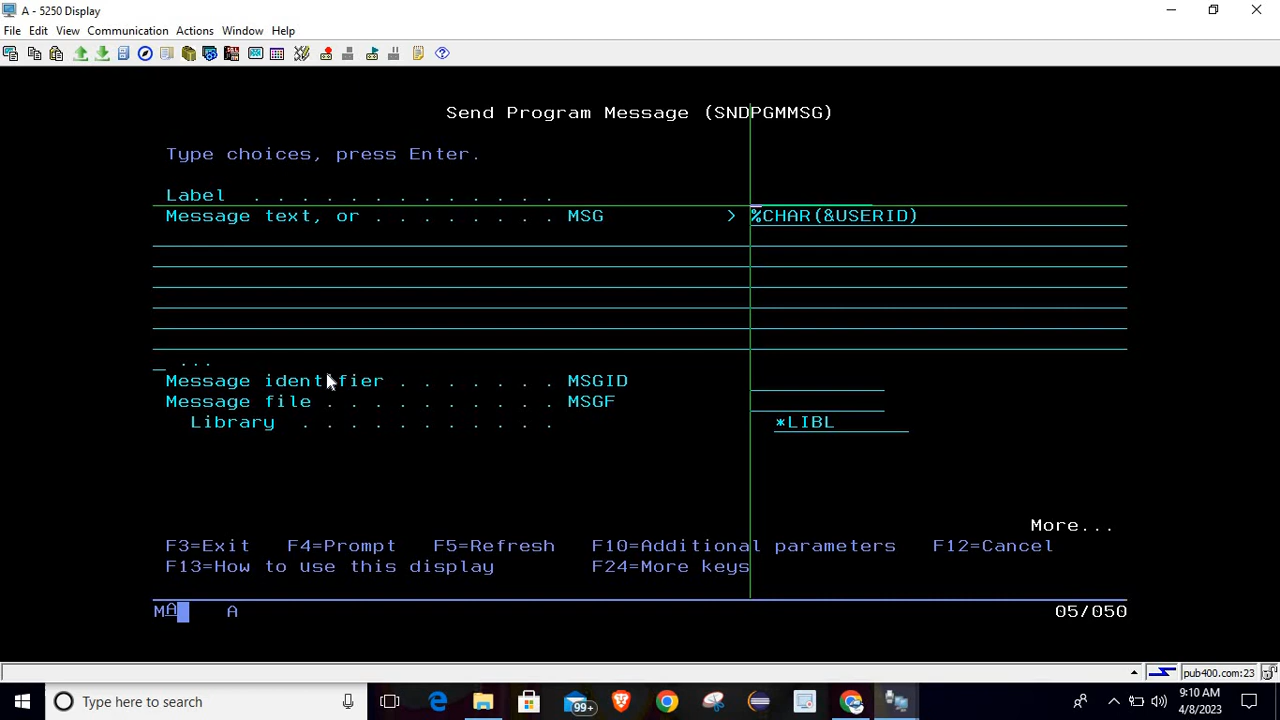 A - 5250 Display
File Edit View Communication Actions Window Help
Send Program Message (SNDPGMMSG)
Type choices, press Enter.
Label . . . . . . . . . . . . .
Message text, or . . . . . . . . MSG > %CHAR(&USERID)
...
Message identifier . . . . . . . MSGID
Message file . . . . . . . . . . MSGF
Library . . . . . . . . . . . *LIBL
More...
F3=Exit F4=Prompt F5=Refresh F10=Additional parameters F12=Cancel
F13=How to use this display F24=More keys
MA A 05/050
pub400.com:23
Type here to search 99+ 9:10 AM
4/8/2023